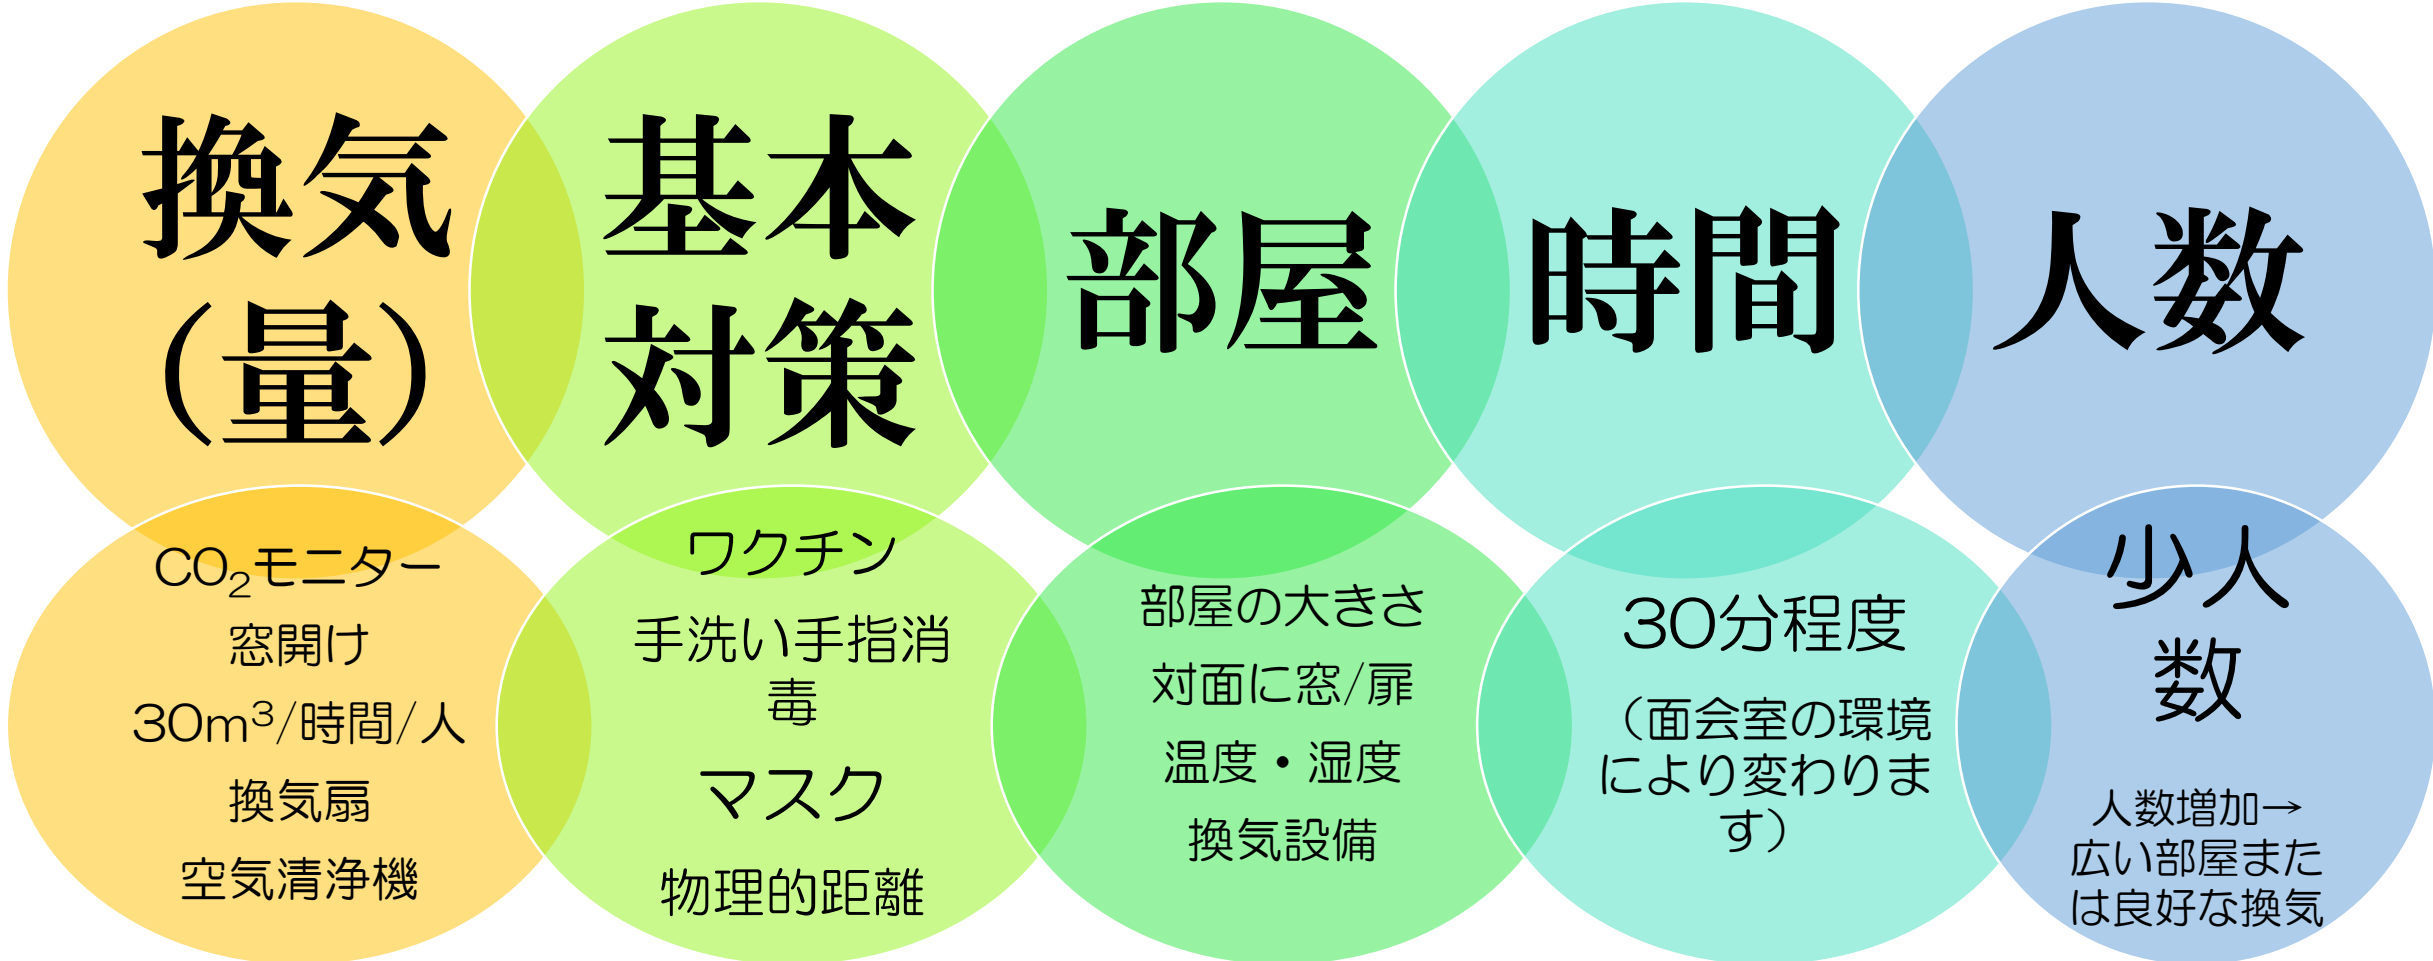 換気
（量）
基本
対策
部屋
時間
人数
CO₂モニター
窓開け
30m³/時間/人
換気扇
空気清浄機
ワクチン
手洗い手指消
毒
マスク
物理的距離
部屋の大きさ
対面に窓/扉
温度・湿度
換気設備
30分程度
（面会室の環境
により変わりま
す）
少人
数
人数増加→
広い部屋また
は良好な換気